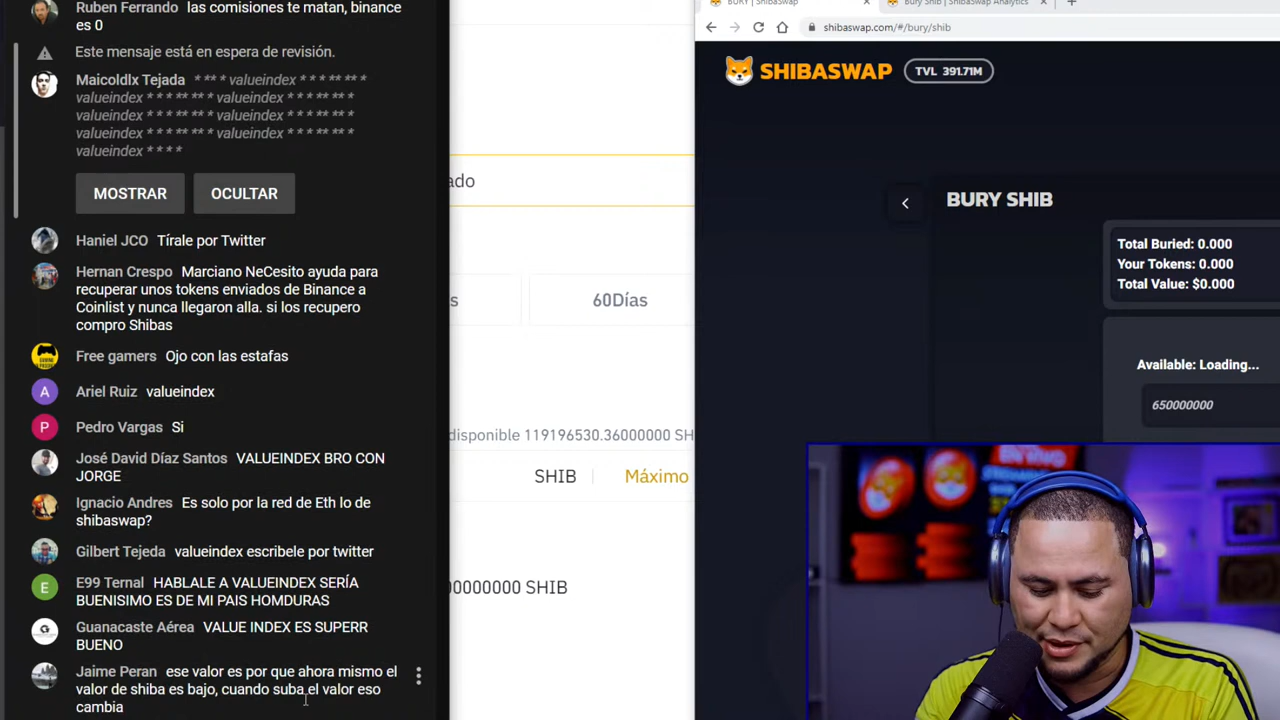 Ruben Ferrando las comisiones te matan, binance
es 0
Este mensaje está en espera de revisión.
Maicoldk Tejada **** valueindex *******
valueindex ******* valueindex *******
valueindex ******* valueindex *******
valueindex ******* valueindex *******
valueindex ****
MOSTRAR
OCULTAR
Haniel JCO Tírale por Twitter
Hernan Crespo Marciano NeCesito ayuda para
recuperar unos tokens enviados de Binance a
Coinlist y nunca llegaron alla. si los recupero
compro Shibas
Free gamers Ojo con las estafas
Ariel Ruiz valueindex
Pedro Vargas Si
José David Díaz Santos VALUEINDEX BRO CON
JORGE
Ignacio Andres Es solo por la red de Eth lo de
shibaswap?
Gilbert Tejeda valueindex escribele por twitter
E99 Ternal HABLALE A VALUEINDEX SERÍA
BUENISIMO ES DE MI PAIS HOMDURAS
Guanacaste Aérea VALUE INDEX ES SUPERR
BUENO
Jaime Peran ese valor es por que ahora mismo el
valor de shiba es bajo, cuando suba el valor eso
cambia
ado
s
60Días
disponible 119196530.36000000 SH
SHIB
Máximo
00000000 SHIB
BURY | ShibaSwap
Bury Shib | ShibaSwap Analytics
shibaswap.com/#/bury/shib
SHIBASWAP
TVL 391.71M
BURY SHIB
Total Buried: 0.000
Your Tokens: 0.000
Total Value: $0.000
Available: Loading...
650000000
EN VIVO